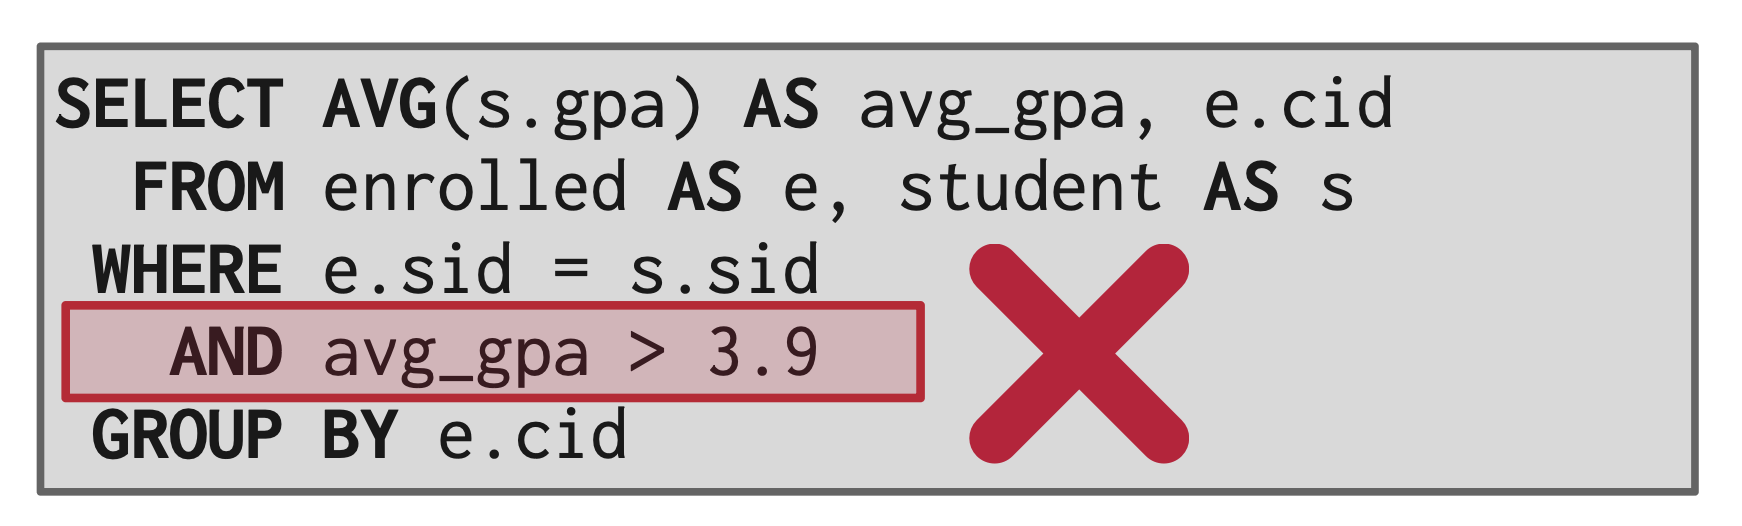 SELECT AVG(s.gpa) AS avg_gpa, e.cid
FROM enrolled AS e, student AS s
WHERE e.sid = s.sid
AND avg_gpa > 3.9
GROUP BY e.cid